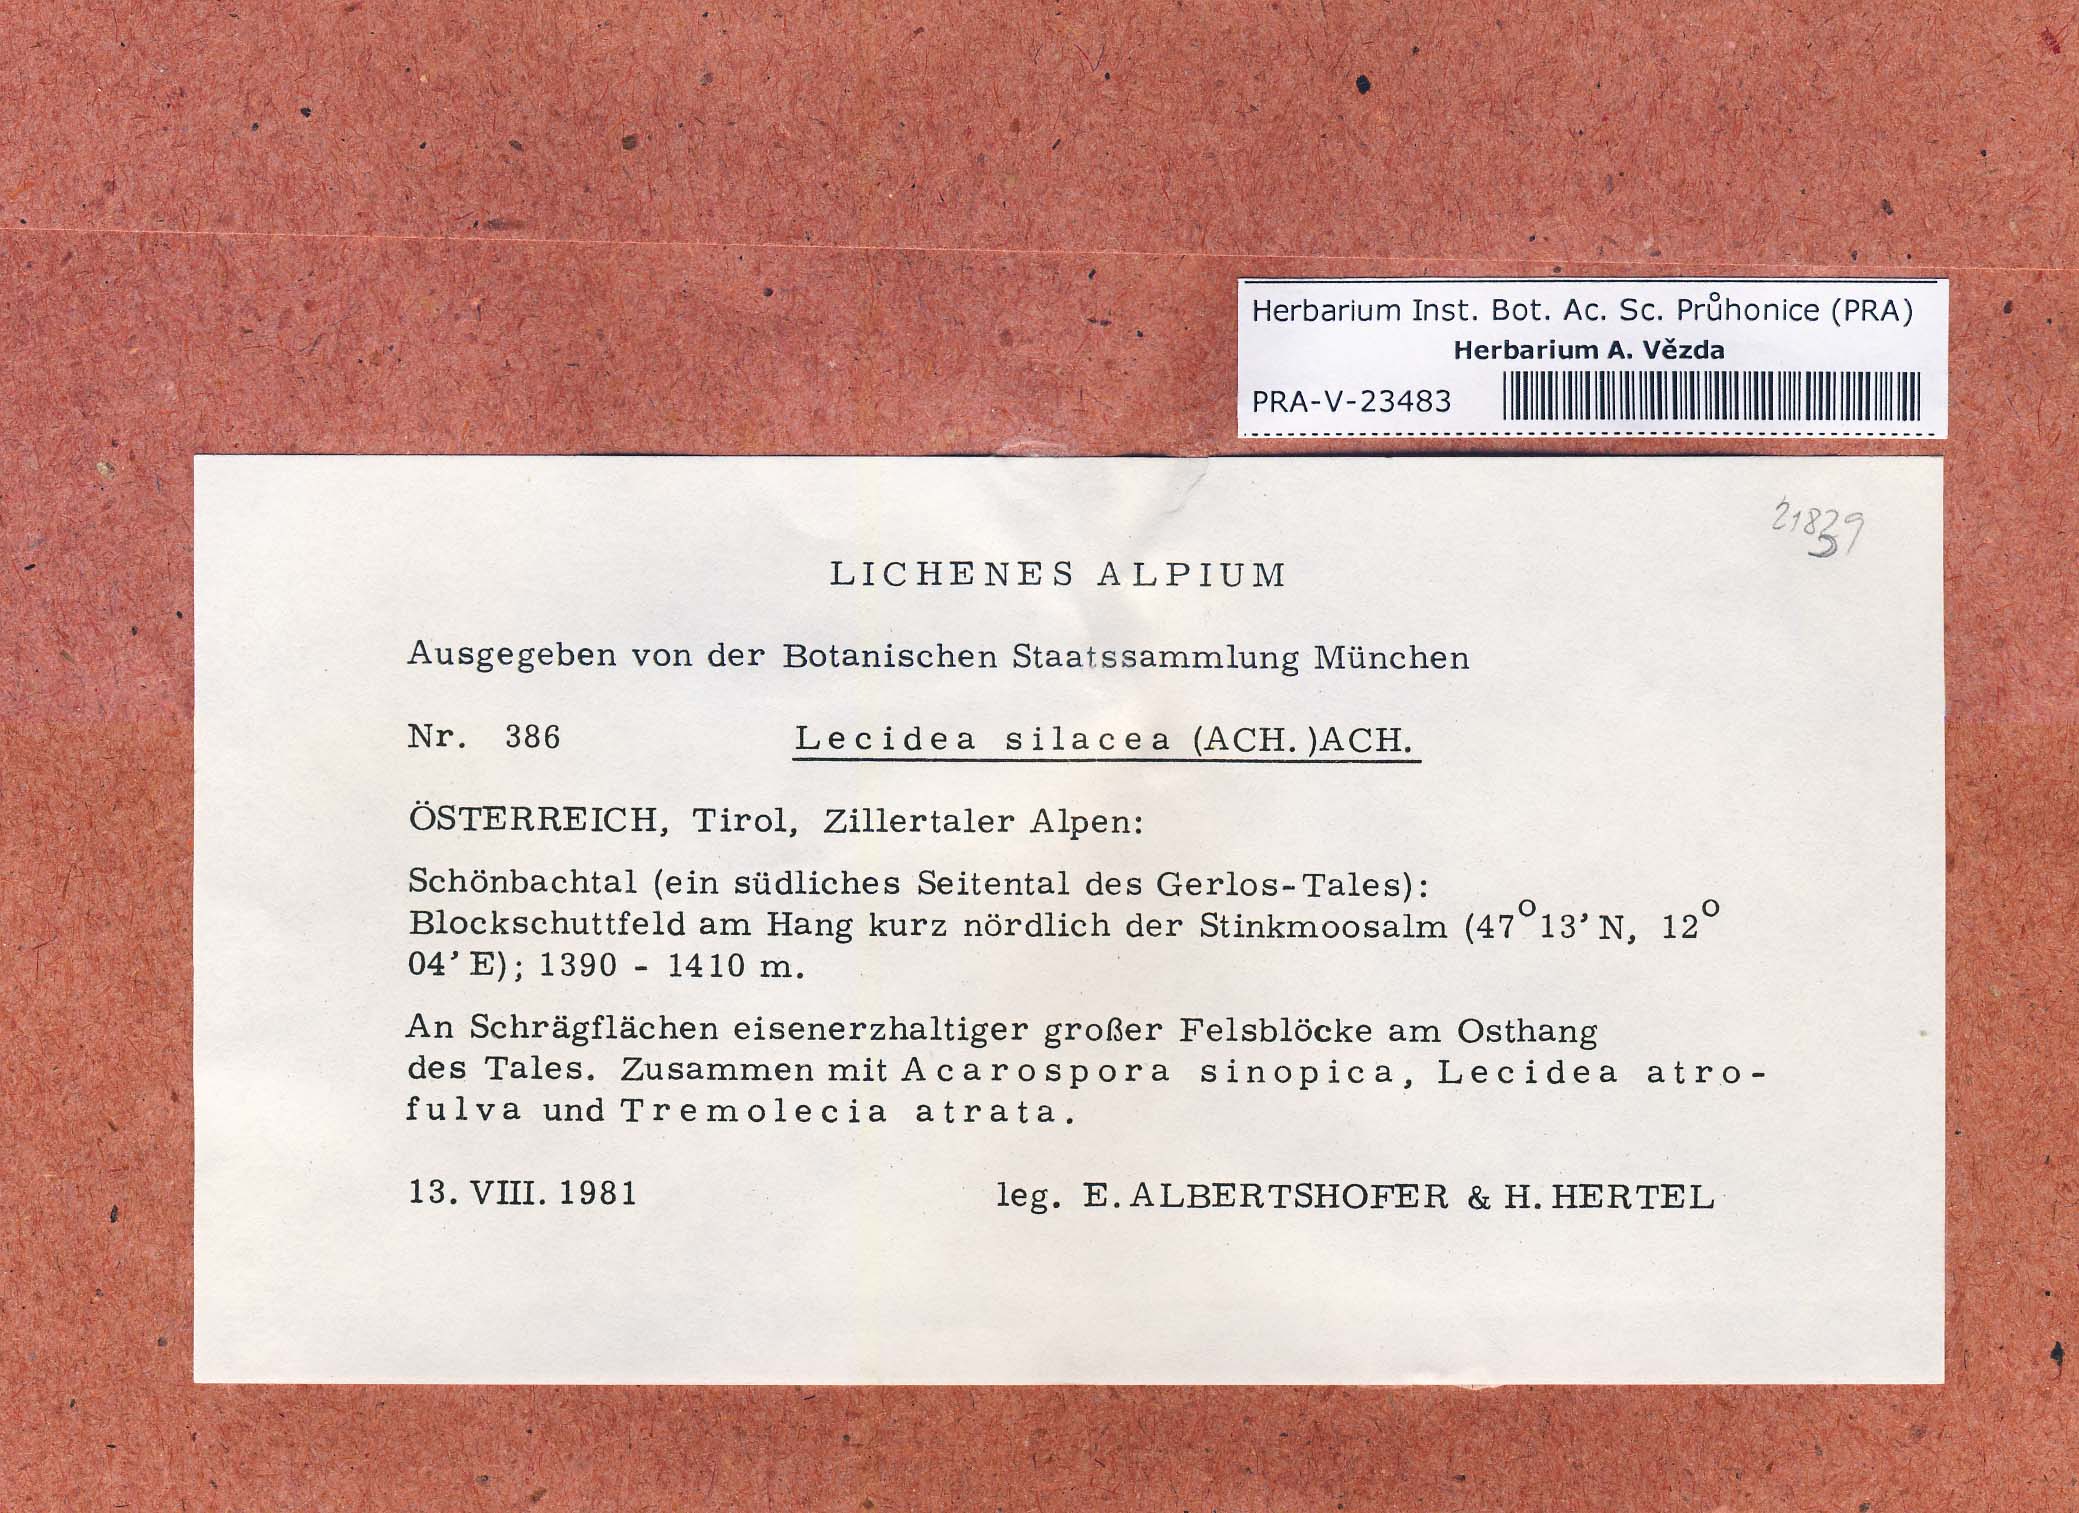 Herbarium Inst. Bot. Ac. Sc. Průhonice (PRA)
Herbarium A. Vězda
PRA-V-23483
LICHENES ALPIUM
Ausgegeben von der Botanischen Staatssammlung München
Nr. 386 Lecidea silacea (ACH.)ACH.
ÖSTERREICH, Tirol, Zillertaler Alpen:
Schönbachtal (ein südliches Seitental des Gerlos-Tales):
Blockschuttfeld am Hang kurz nördlich der Stinkmoosalm (47°13' N, 12°
04' E); 1390 - 1410 m.
An Schrägflächen eisenerzhaltiger großer Felsblöcke am Osthang
des Tales. Zusammen mit Acarospora sinopica, Lecidea atro-
fulva und Tremolecia atrata.
13. VIII. 1981 leg. E. ALBERTSHOFER & H. HERTEL